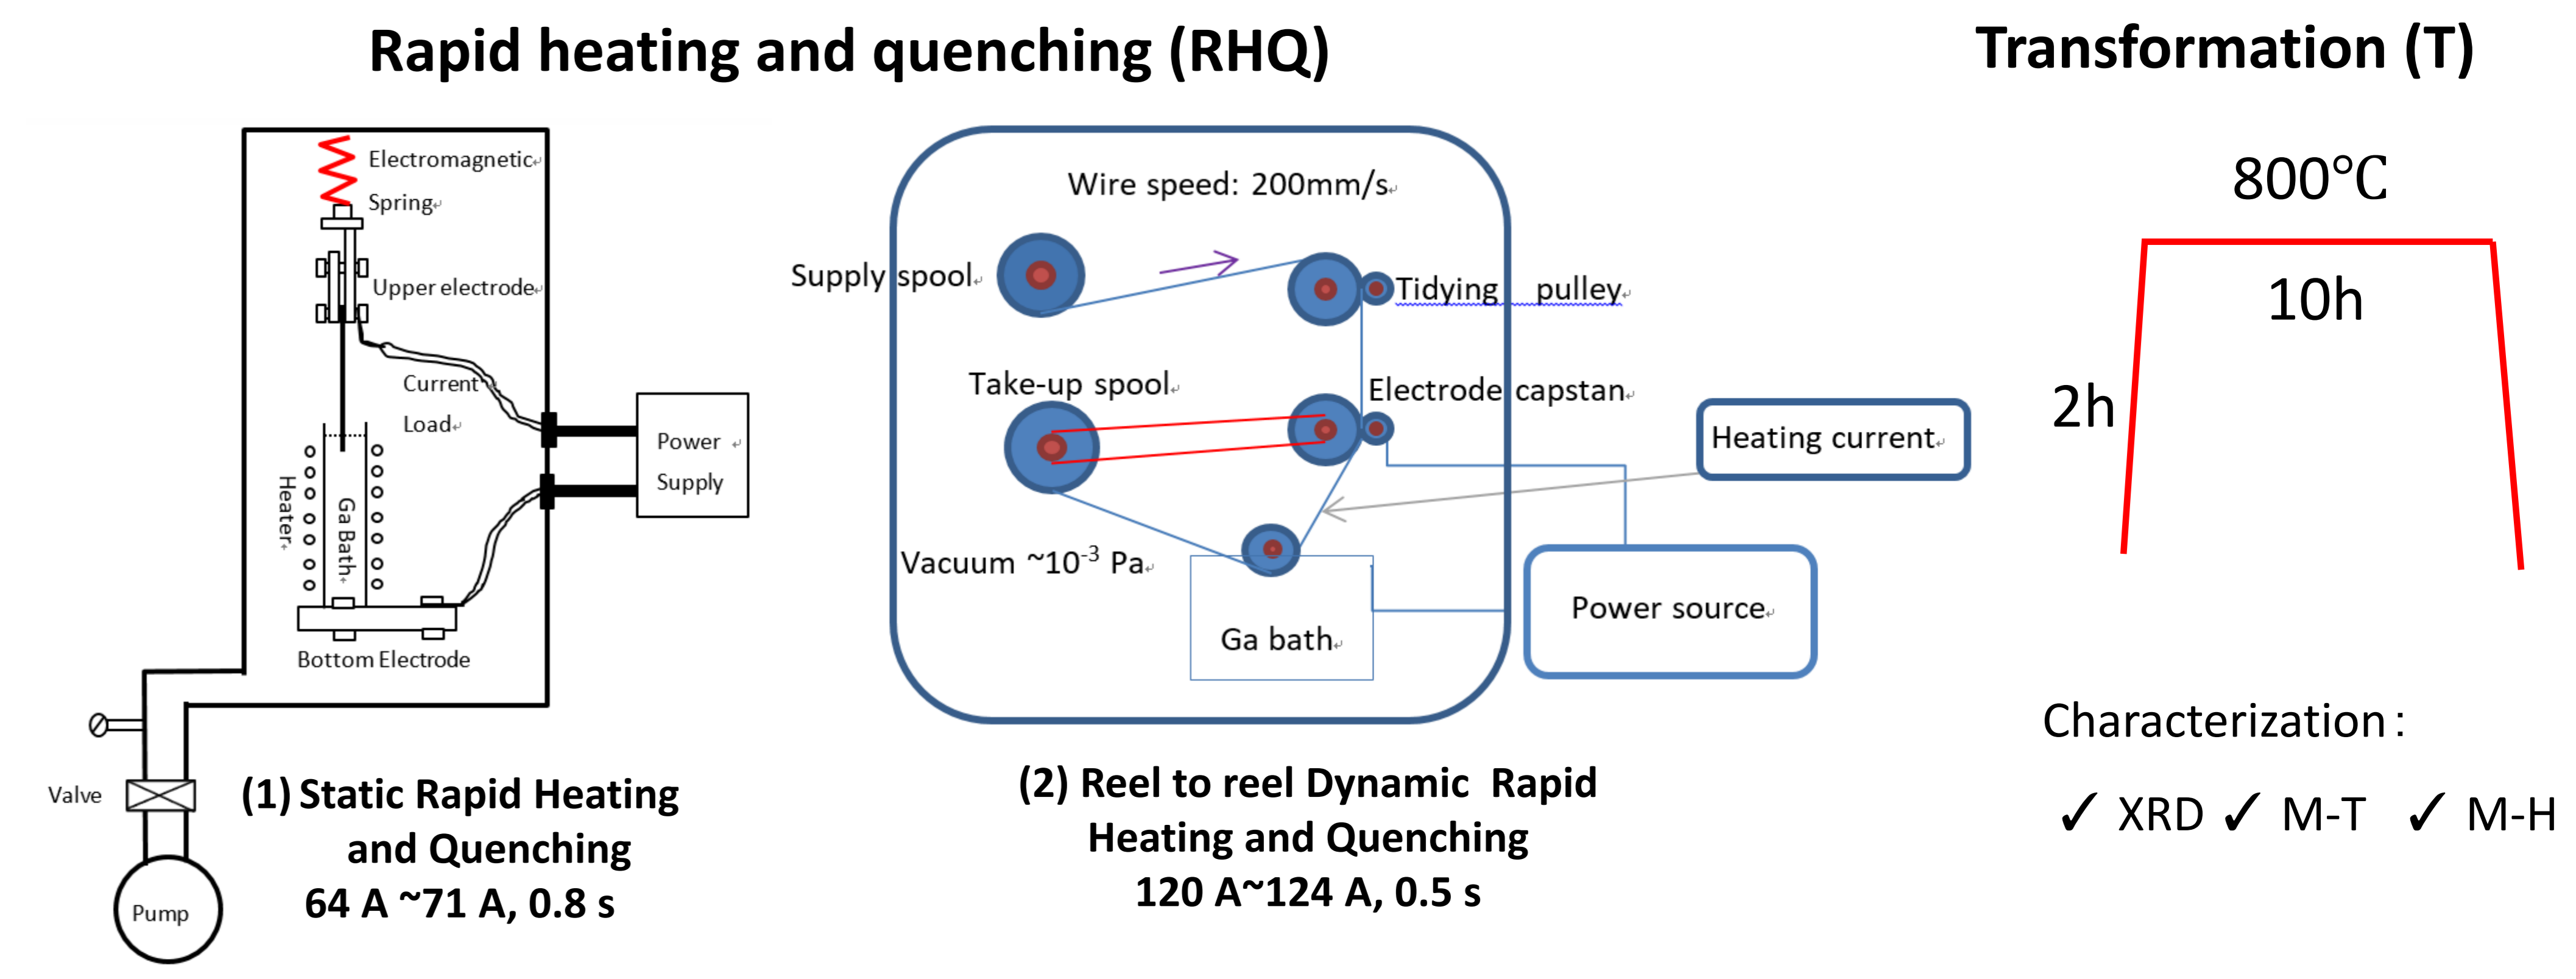 Rapid heating and quenching (RHQ)
Electromagnetic
Spring
Upper electrode
Current
Load
Power
Supply
Heater
Ga Bath
Bottom Electrode
Valve
Pump
(1) Static Rapid Heating
and Quenching
64 A ~71 A, 0.8 s
Wire speed: 200mm/s
Supply spool
Tidying pulley
Take-up spool
Electrode capstan
Heating current
Vacuum ~10⁻³ Pa
Ga bath
Power source
(2) Reel to reel Dynamic Rapid
Heating and Quenching
120 A~124 A, 0.5 s
Transformation (T)
800℃
10h
2h
Characterization :
✓ XRD ✓ M-T ✓ M-H